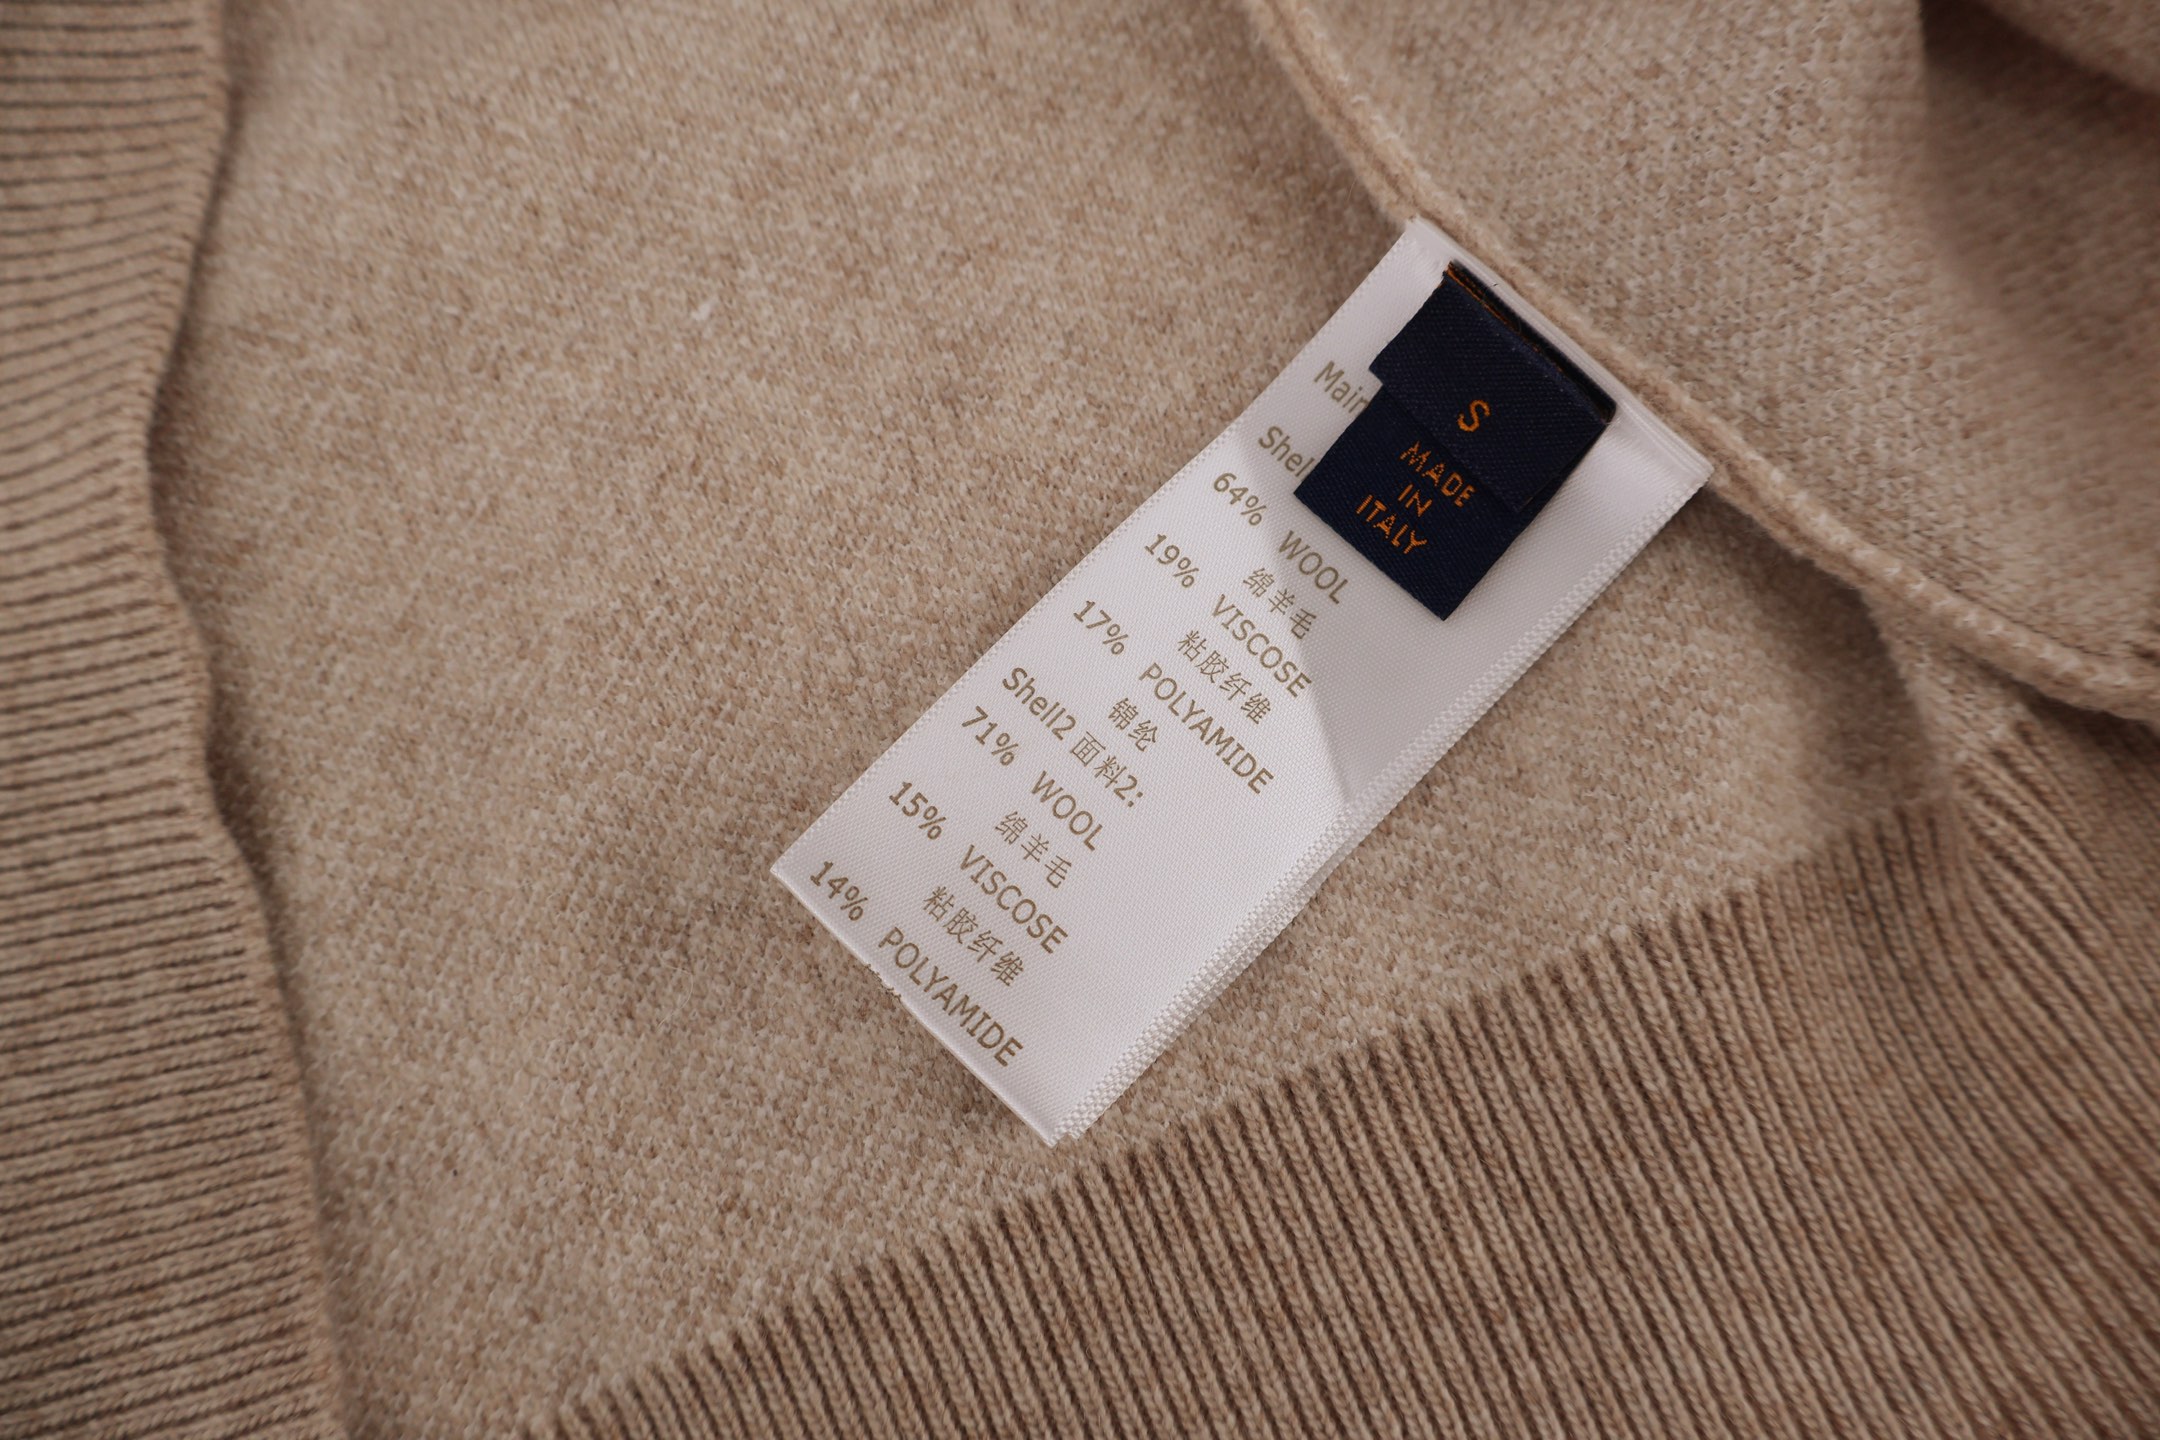 S
MADE
IN
ITALY
Main
64% WOOL
绵羊毛
19% VISCOSE
粘胶纤维
17% POLYAMIDE
锦纶
Shell2 面料2:
71% WOOL
绵羊毛
15% VISCOSE
粘胶纤维
14% POLYAMIDE